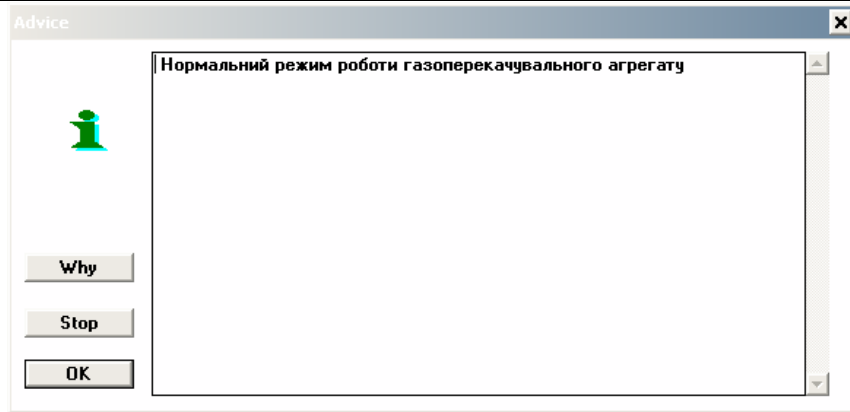 Advice
Нормальний режим роботи газоперекачувального агрегату
Why
Stop
OK